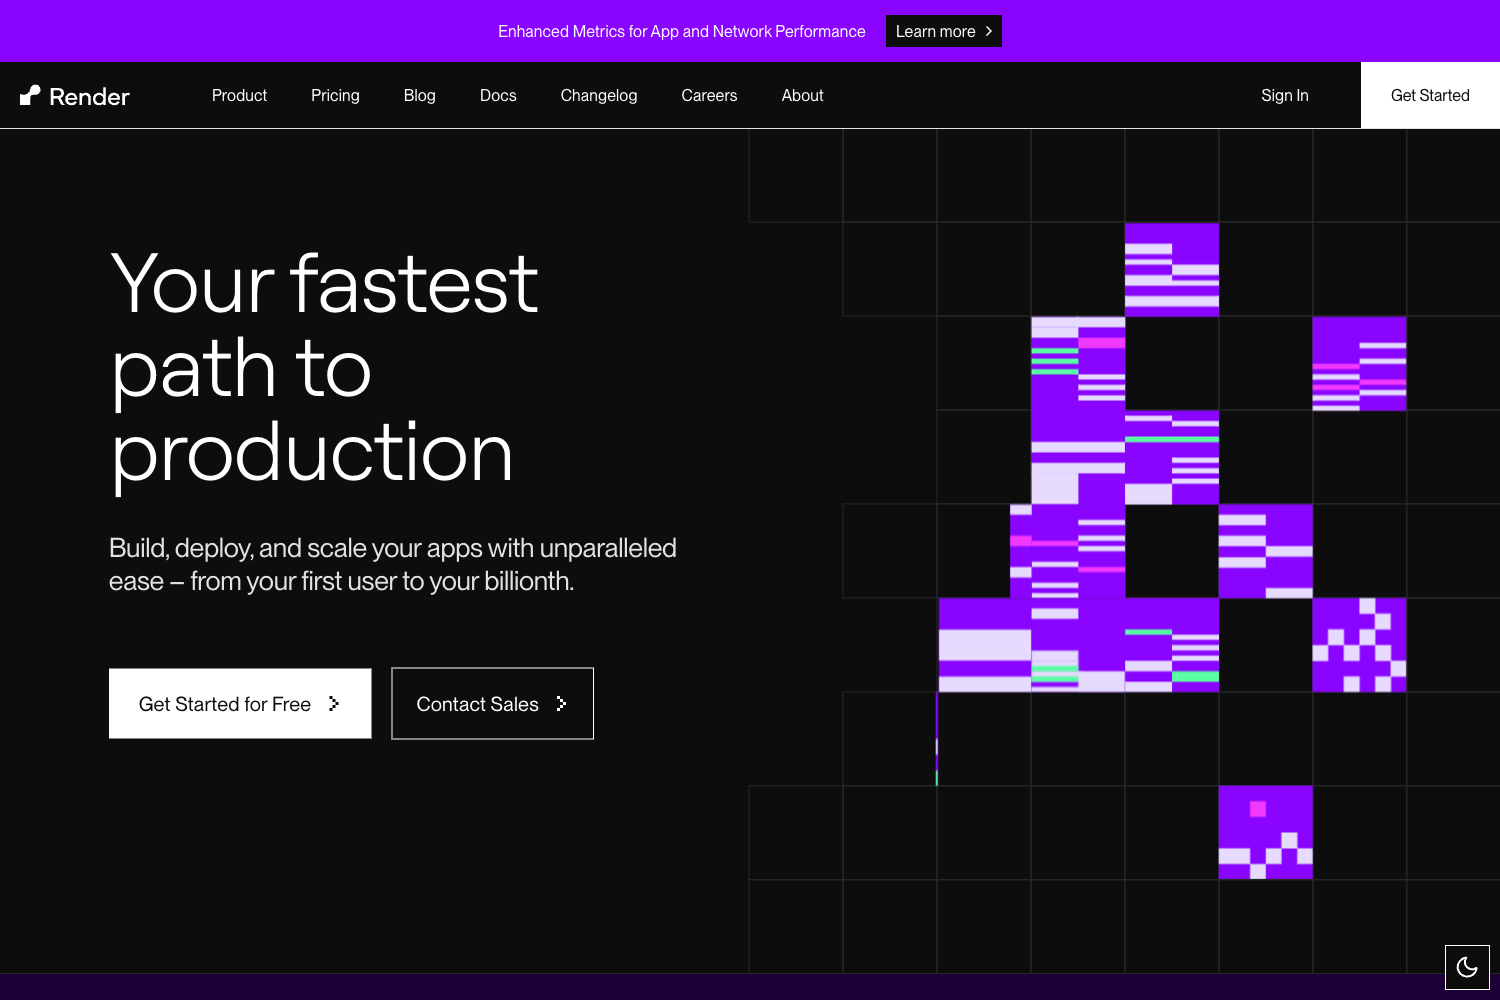 Enhanced Metrics for App and Network Performance
Learn more
Render
Product
Pricing
Blog
Docs
Changelog
Careers
About
Sign In
Get Started
Your fastest
path to
production
Build, deploy, and scale your apps with unparalleled
ease – from your first user to your billionth.
Get Started for Free
Contact Sales